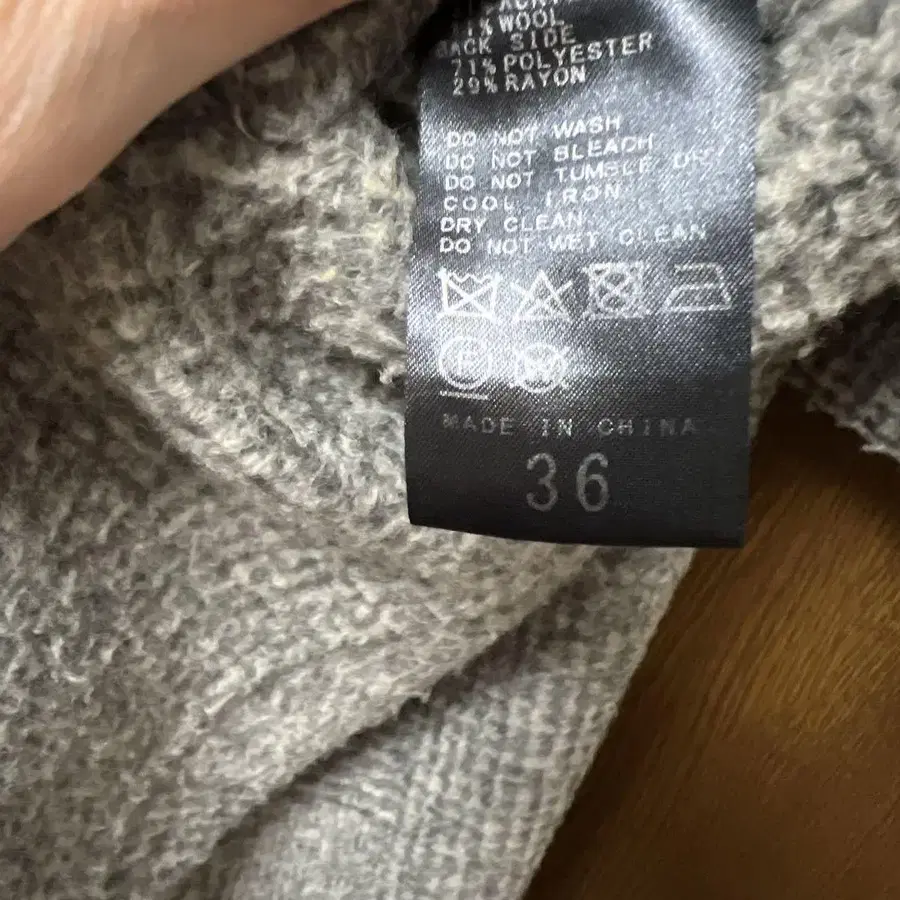 WOOL
BACK SIDE
71% POLYESTER
29% RAYON
DO NOT WASH
DO NOT BLEACH
DO NOT TUMBLE DRY
COOL IRON
DRY CLEAN
DO NOT WET CLEAN
MADE IN CHINA
36